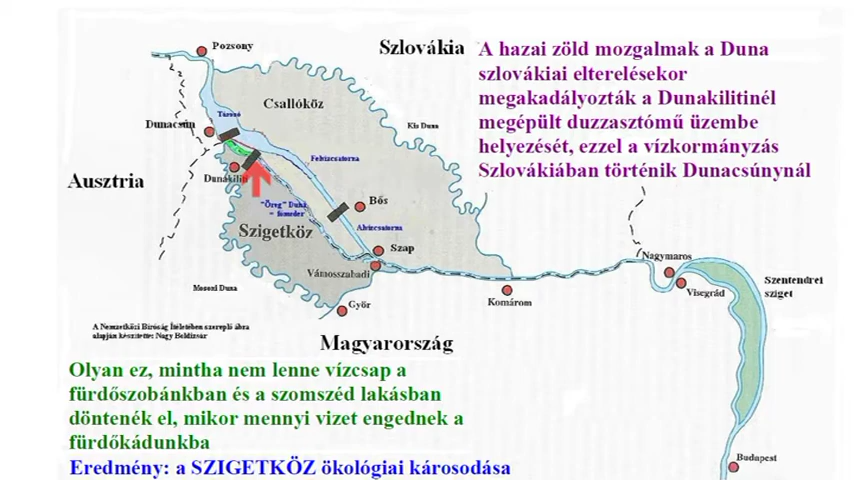 Pozsony
Szlovákia
A hazai zöld mozgalmak a Duna
szlovákiai elterelésekor
megakadályozták a Dunakilitinél
megépült duzzasztómű üzembe
helyezését, ezzel a vízkormányzás
Szlovákiában történik Dunacsúnynál
Csallóköz
Tározó
Dunacsún
Kis Duna
Felvízcsatorna
Ausztria
Dunakiliti
Bős
"Öreg" Duna
= főmeder
Alvízcsatorna
Szigetköz
Szap
Vámosszabadi
Nagymaros
Visegrád
Szentendrei
sziget
Mosoni Duna
Győr
Komárom
A Nemzetközi Bíróság Ítéletében szereplő ábra
alapján készítette: Nagy Boldizsár
Magyarország
Olyan ez, mintha nem lenne vízcsap a
fürdőszobánkban és a szomszéd lakásban
döntenék el, mikor mennyi vizet engednek a
fürdőkádunkba
Eredmény: a SZIGETKÖZ ökológiai károsodása
Budapest